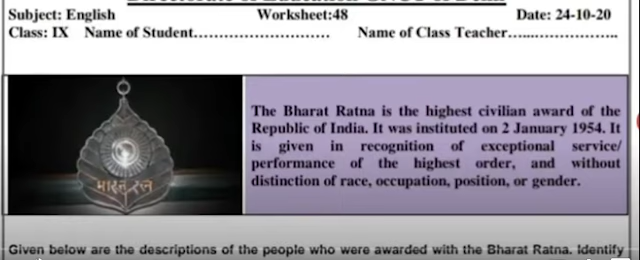 Subject: English Worksheet:48 Date: 24-10-20
Class: IX Name of Student............................ Name of Class Teacher.......................
भारत रत्न
The Bharat Ratna is the highest civilian award of the
Republic of India. It was instituted on 2 January 1954. It
is given in recognition of exceptional service/
performance of the highest order, and without
distinction of race, occupation, position, or gender.
Given below are the descriptions of the people who were awarded with the Bharat Ratna. Identify